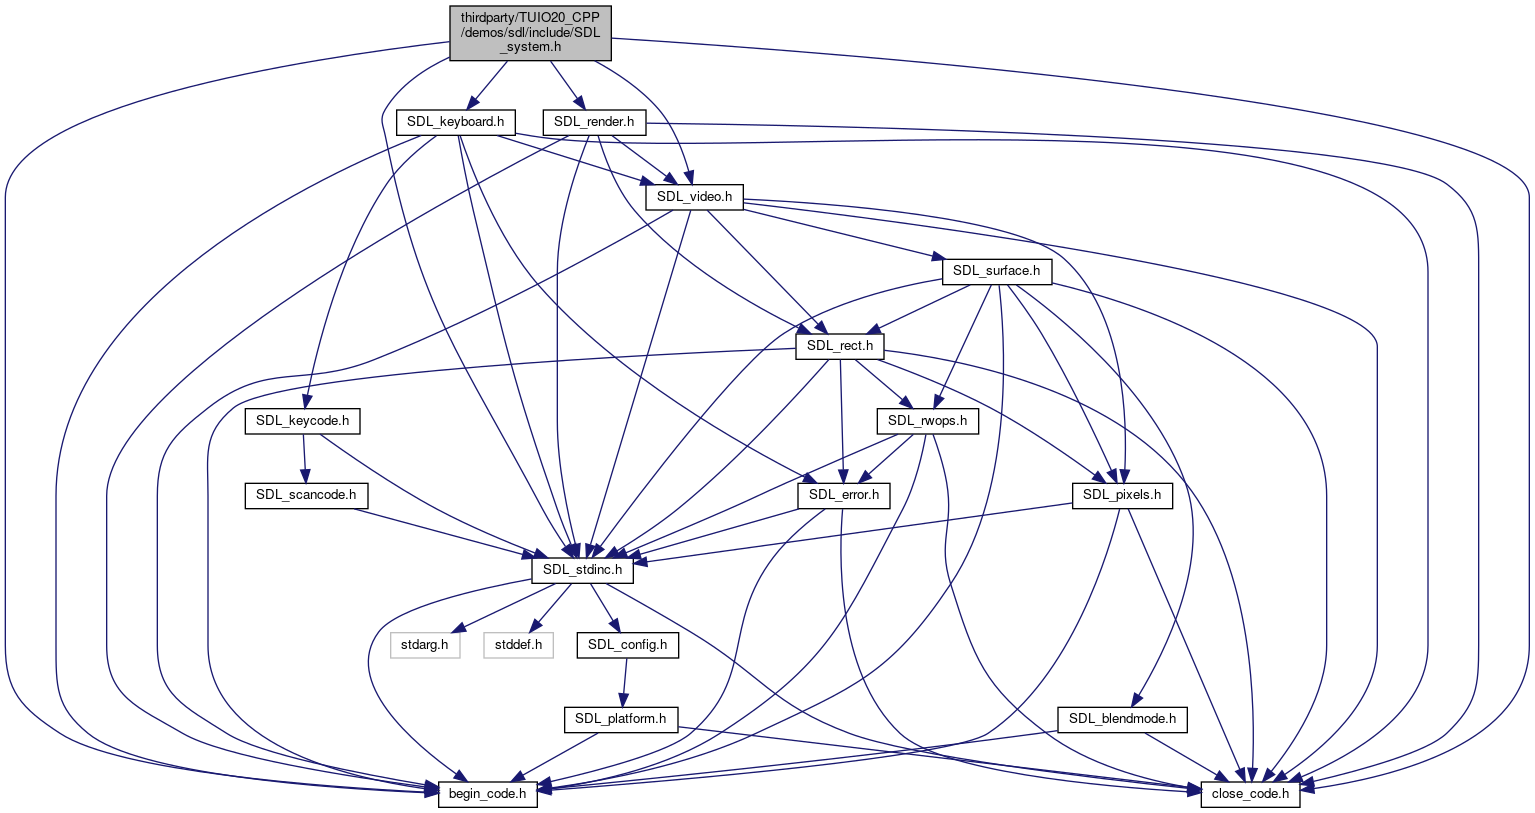 thirdparty/TUIO20_CPP
/demos/sdl/include/SDL
_system.h
SDL_keyboard.h
SDL_render.h
SDL_video.h
SDL_surface.h
SDL_rect.h
SDL_keycode.h
SDL_rwops.h
SDL_scancode.h
SDL_error.h
SDL_pixels.h
SDL_stdinc.h
stdarg.h
stddef.h
SDL_config.h
SDL_platform.h
SDL_blendmode.h
begin_code.h
close_code.h